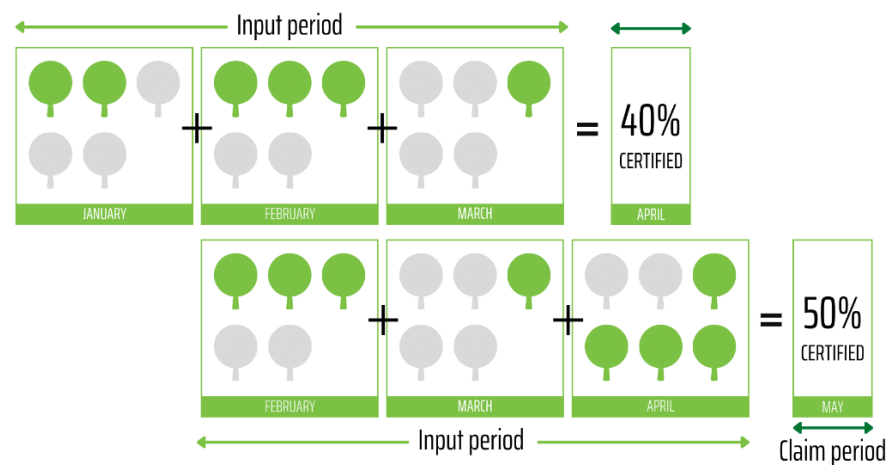 Input period
+
+
=
40%
CERTIFIED
JANUARY
FEBRUARY
MARCH
APRIL
+
+
=
50%
CERTIFIED
FEBRUARY
MARCH
APRIL
MAY
Input period
Claim period